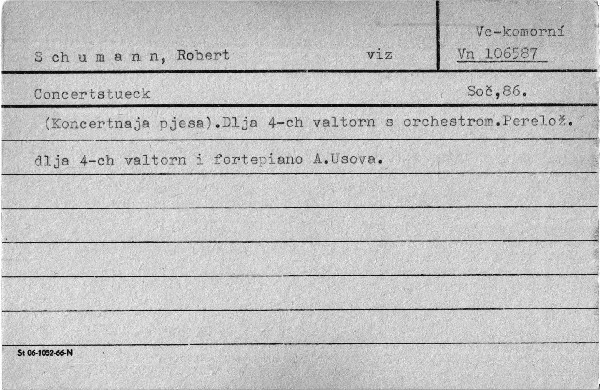 Vc-komorní
Schumann, Robert viz Vn 106587
Concertstueck Soč,86.
(Koncertnaja pjesa).Dlja 4-ch valtorn s orchestrom.Perelož.
dlja 4-ch valtorn i fortepiano A.Usova.
St 06-1052-66-N